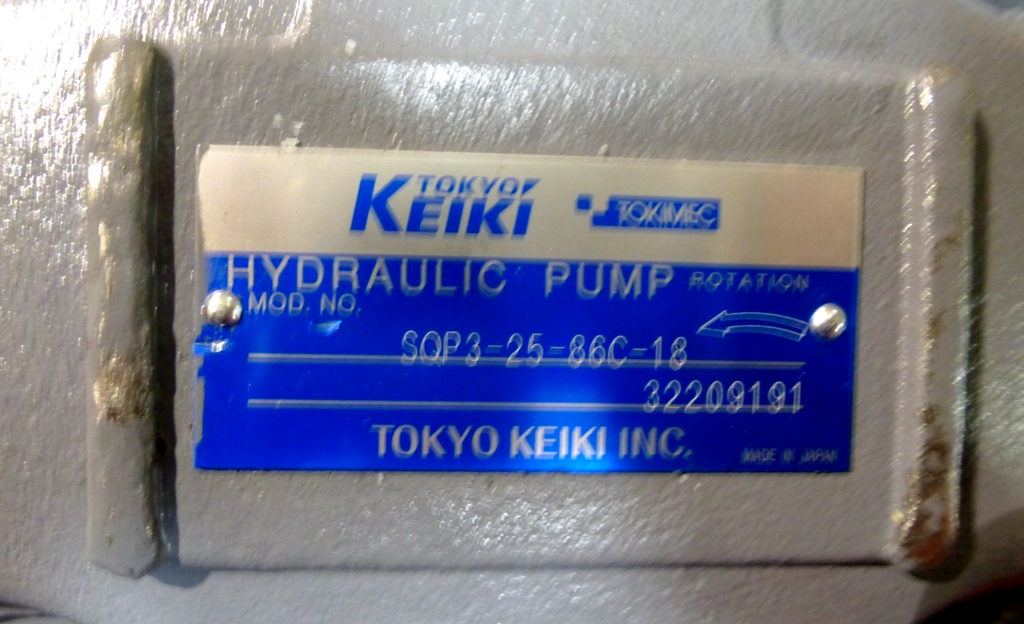 TOKYO
KEIKI TOKIMEC
HYDRAULIC PUMP ROTATION
MOD. NO.
SQP3-25-86C-18
32209191
TOKYO KEIKI INC.
MADE IN JAPAN